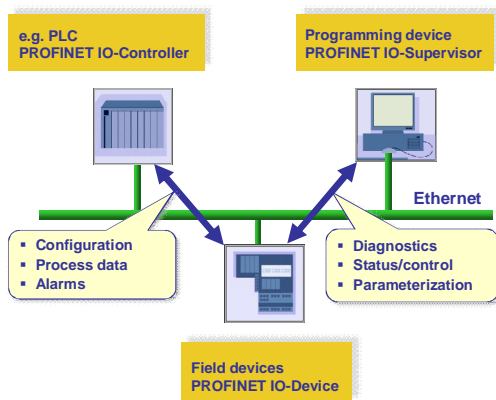 e.g. PLC
PROFINET IO-Controller
Programming device
PROFINET IO-Supervisor
Ethernet
▪ Configuration
▪ Process data
▪ Alarms
▪ Diagnostics
▪ Status/control
▪ Parameterization
Field devices
PROFINET IO-Device